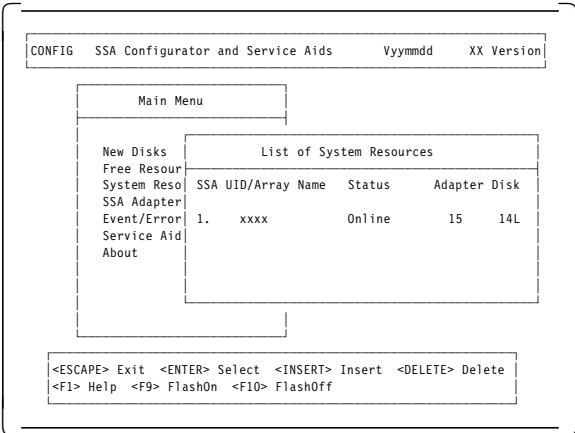 CONFIG SSA Configurator and Service Aids Vyymmdd XX Version
Main Menu
New Disks List of System Resources
Free Resour
System Reso SSA UID/Array Name Status Adapter Disk
SSA Adapter
Event/Error 1. xxxx Online 15 14L
Service Aid
About
<ESCAPE> Exit <ENTER> Select <INSERT> Insert <DELETE> Delete
<F1> Help <F9> FlashOn <F10> FlashOff